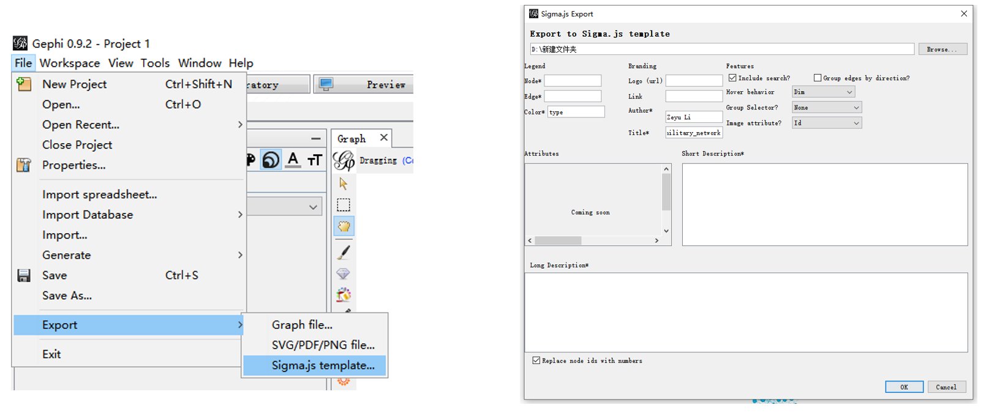 Gephi 0.9.2 - Project 1
File Workspace View Tools Window Help
New Project Ctrl+Shift+N
Open... Ctrl+O
Open Recent...
Close Project
Properties...
Import spreadsheet...
Import Database
Import...
Generate
Save Ctrl+S
Save As...
Export
Exit
Graph file...
SVG/PDF/PNG file...
Sigma.js template...
ratory Preview
Graph
Dragging (Co
Sigma.js Export
Export to Sigma.js template
D:\新建文件夹 Browse...
Legend Branding Features
Node* Logo (url) Include search? Group edges by direction?
Edge* Link Hover behavior Dim
Color* type Author* Zeyu Li Group Selector? None
Title* military_network Image attribute? Id
Attributes Short Description*
Coming soon
Long Description*
Replace node ids with numbers
OK Cancel